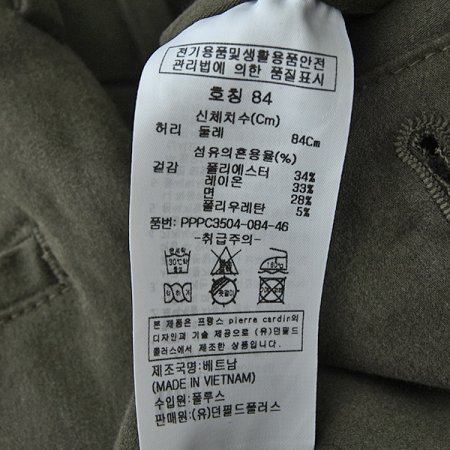 전기용품및생활용품안전
관리법에 의한 품질표시
호칭 84
신체치수(Cm)
허리 둘레 84Cm
섬유의혼용율(%)
겉감 폴리에스터 34%
레이온 33%
면 28%
폴리우레탄 5%
품번: PPPC3504-084-46
-취급주의-
본 제품은 프랑스 pierre cardin의
디자인과 기술 제공으로 (유)던필드
플러스에서 제조한 상품임.
제조국명:베트남
(MADE IN VIETNAM)
수입원:풀루스
판매원:(유)던필드플러스